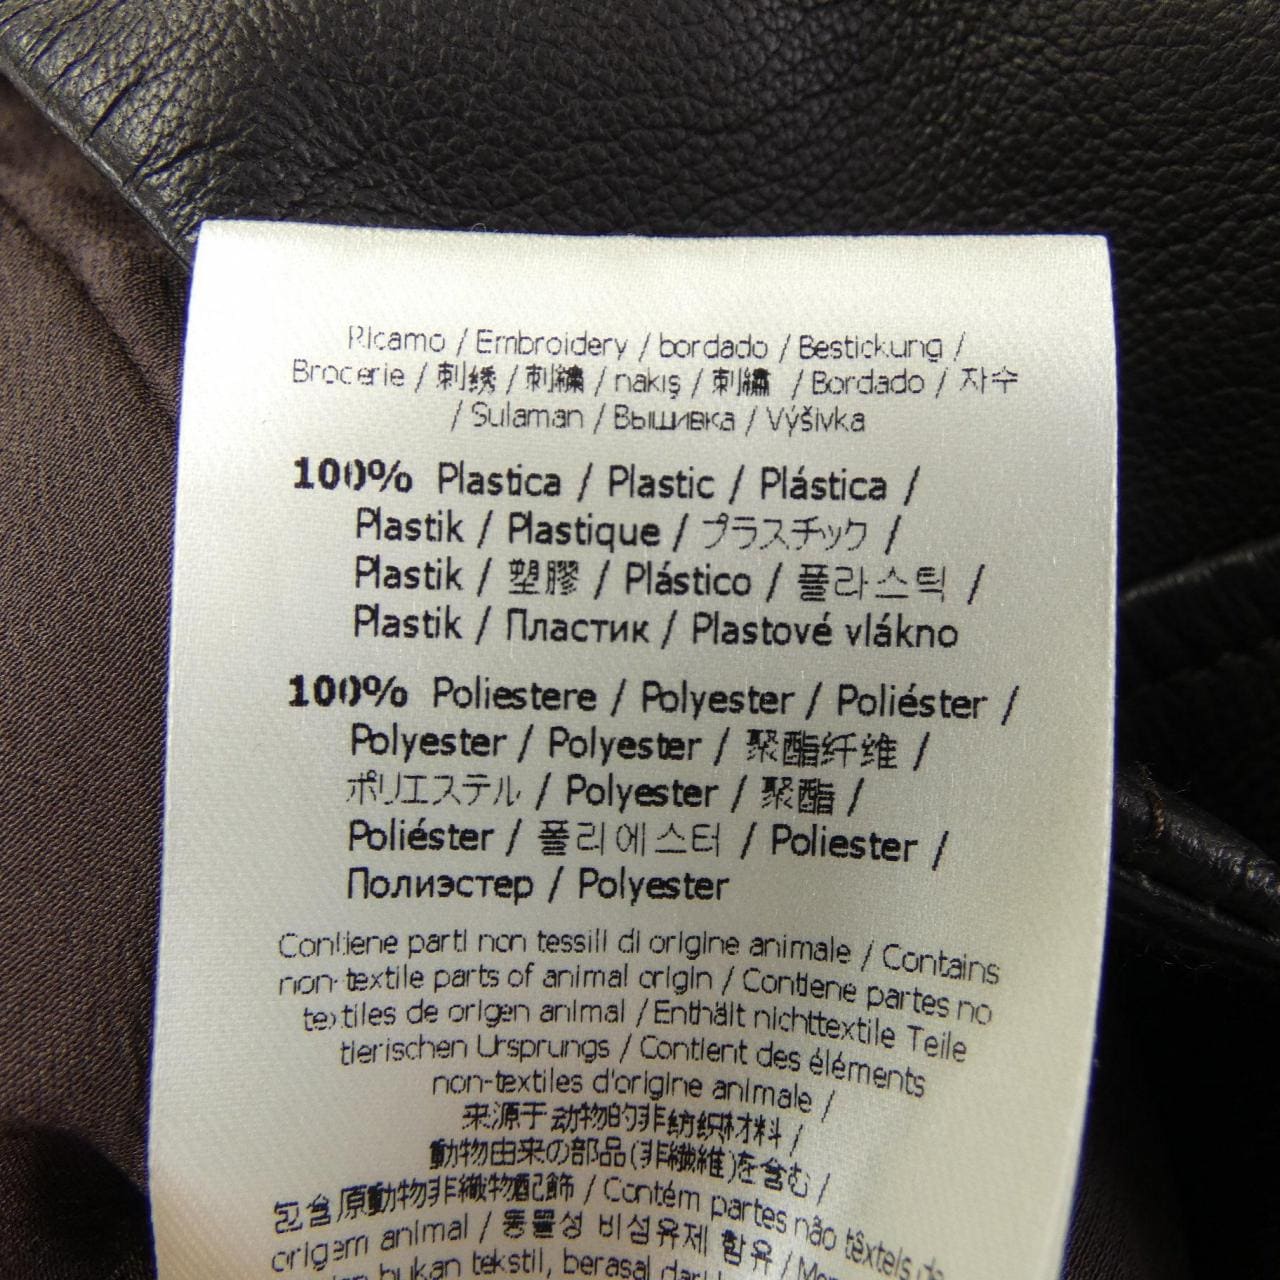 Ricamo / Embroidery / bordado / Bestickung /
Brocerie / 刺绣 / 刺繍 / nakış / 刺繡 / Bordado / 자수
/ Sulaman / Вышивка / Výšivka
100% Plastica / Plastic / Plástica /
Plastik / Plastique / プラスチック /
Plastik / 塑膠 / Plástico / 플라스틱 /
Plastik / Пластик / Plastové vlákno
100% Poliestere / Polyester / Poliéster /
Polyester / Polyester / 聚酯纤维 /
ポリエステル / Polyester / 聚酯 /
Poliéster / 폴리에스터 / Poliester /
Полиэстер / Polyester
Contiene parti non tessili di origine animale / Contains
non-textile parts of animal origin / Contiene partes no
textiles de origen animal / Enthält nichttextile Teile
tierischen Ursprungs / Contient des éléments
non-textiles d'origine animale /
来源于动物的非纺织材料 /
動物由来の部品(非繊維)を含む /
包含原動物非織物配飾 / Contém partes não têxteis de
origem animal / 동물성 비섬유제 함유 /
bukan tekstil, berasal dari